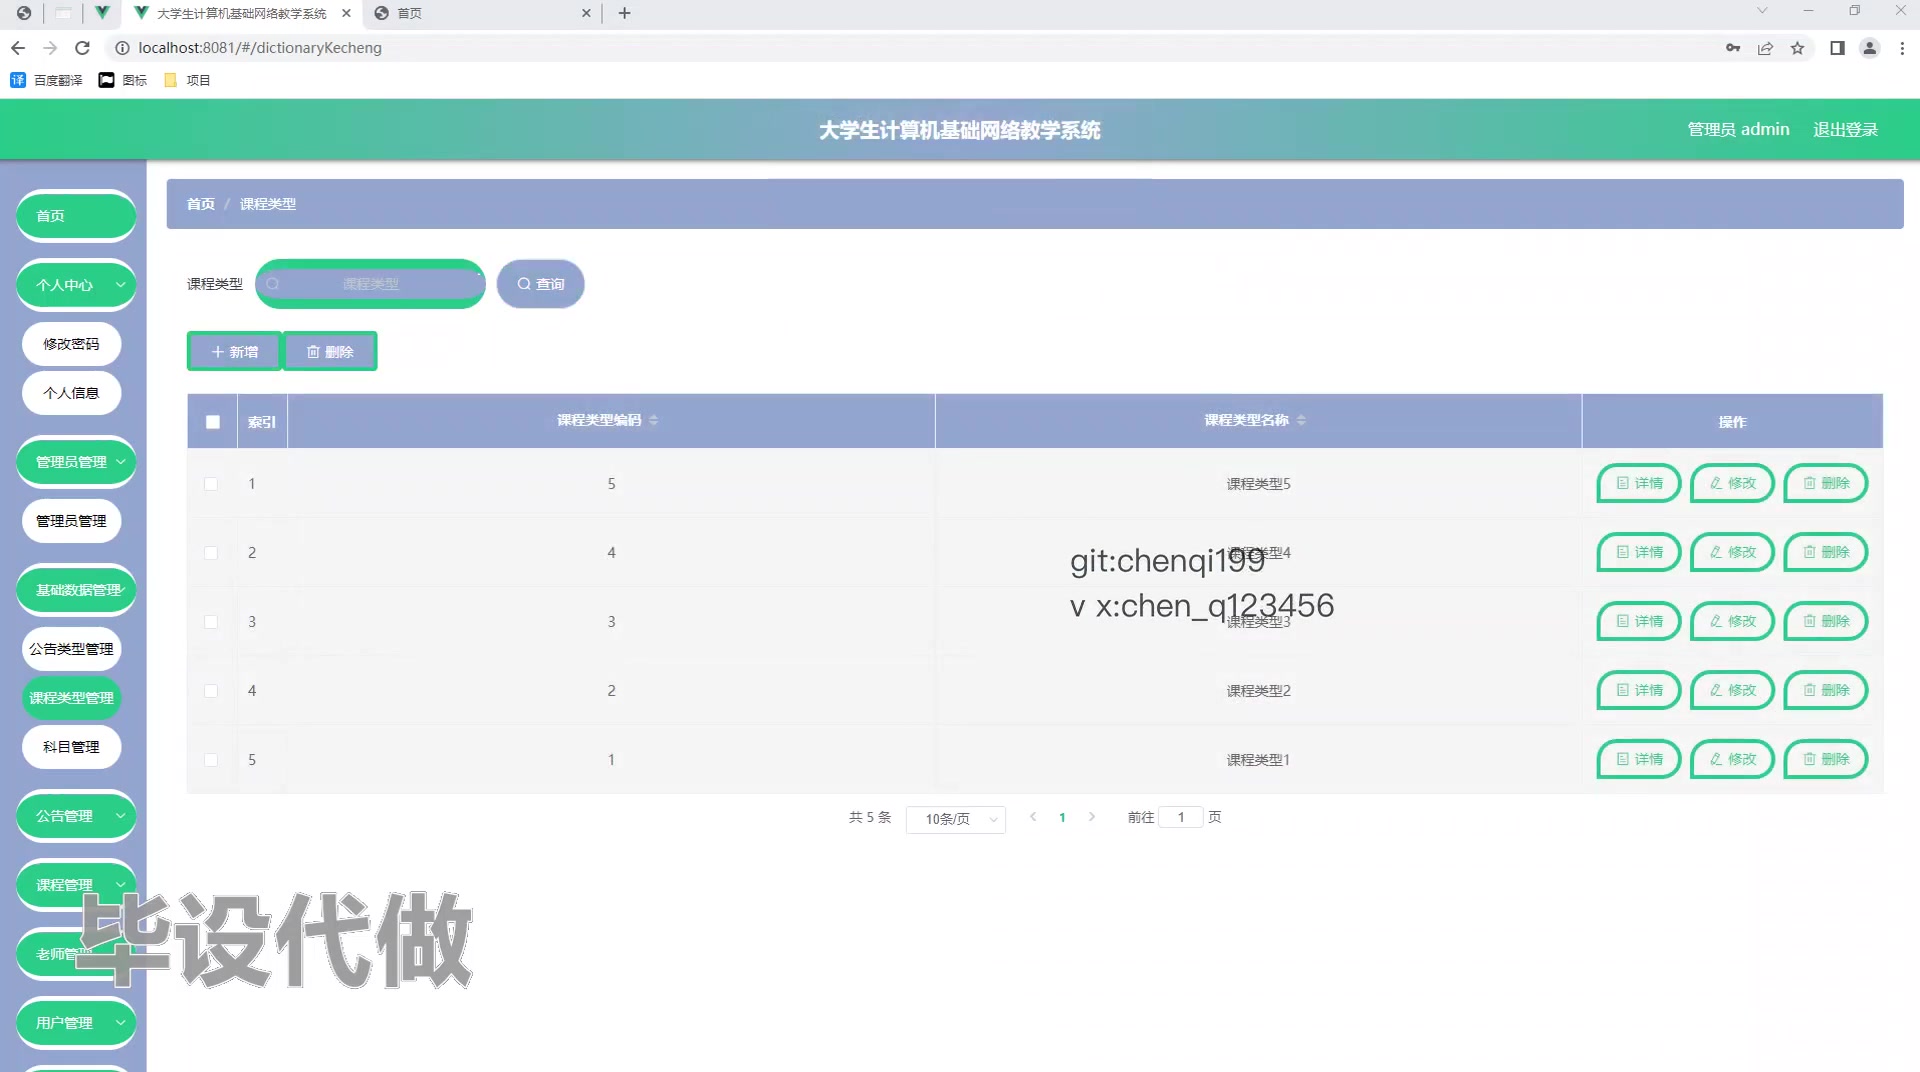 大学生计算机基础网络教学系统
首页
localhost:8081/#/dictionaryKecheng
百度翻译
图标
项目
大学生计算机基础网络教学系统
管理员 admin
退出登录
首页
个人中心
修改密码
个人信息
管理员管理
管理员管理
基础数据管理
公告类型管理
课程类型管理
科目管理
公告管理
课程管理
老师管理
用户管理
首页 / 课程类型
课程类型
课程类型
查询
新增
删除
索引 课程类型编码 课程类型名称 操作
1 5 课程类型5 详情 修改 删除
2 4 课程类型4 详情 修改 删除
3 3 课程类型3 详情 修改 删除
4 2 课程类型2 详情 修改 删除
5 1 课程类型1 详情 修改 删除
git:chenqi199
v x:chen_q123456
共 5 条 10条/页 1 前往 1 页
毕设代做